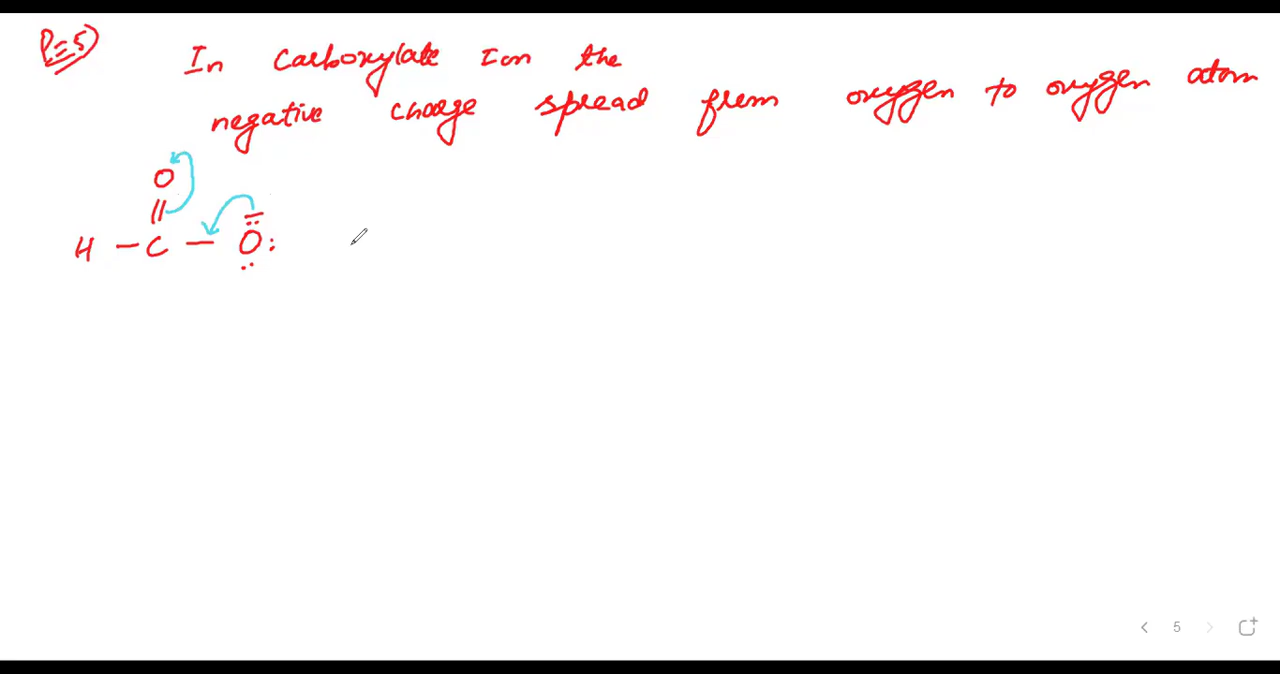 P=5)
In Carboxylate Ion the
negative charge spread from oxygen to oxygen atom
O
||
H - C - O:
5